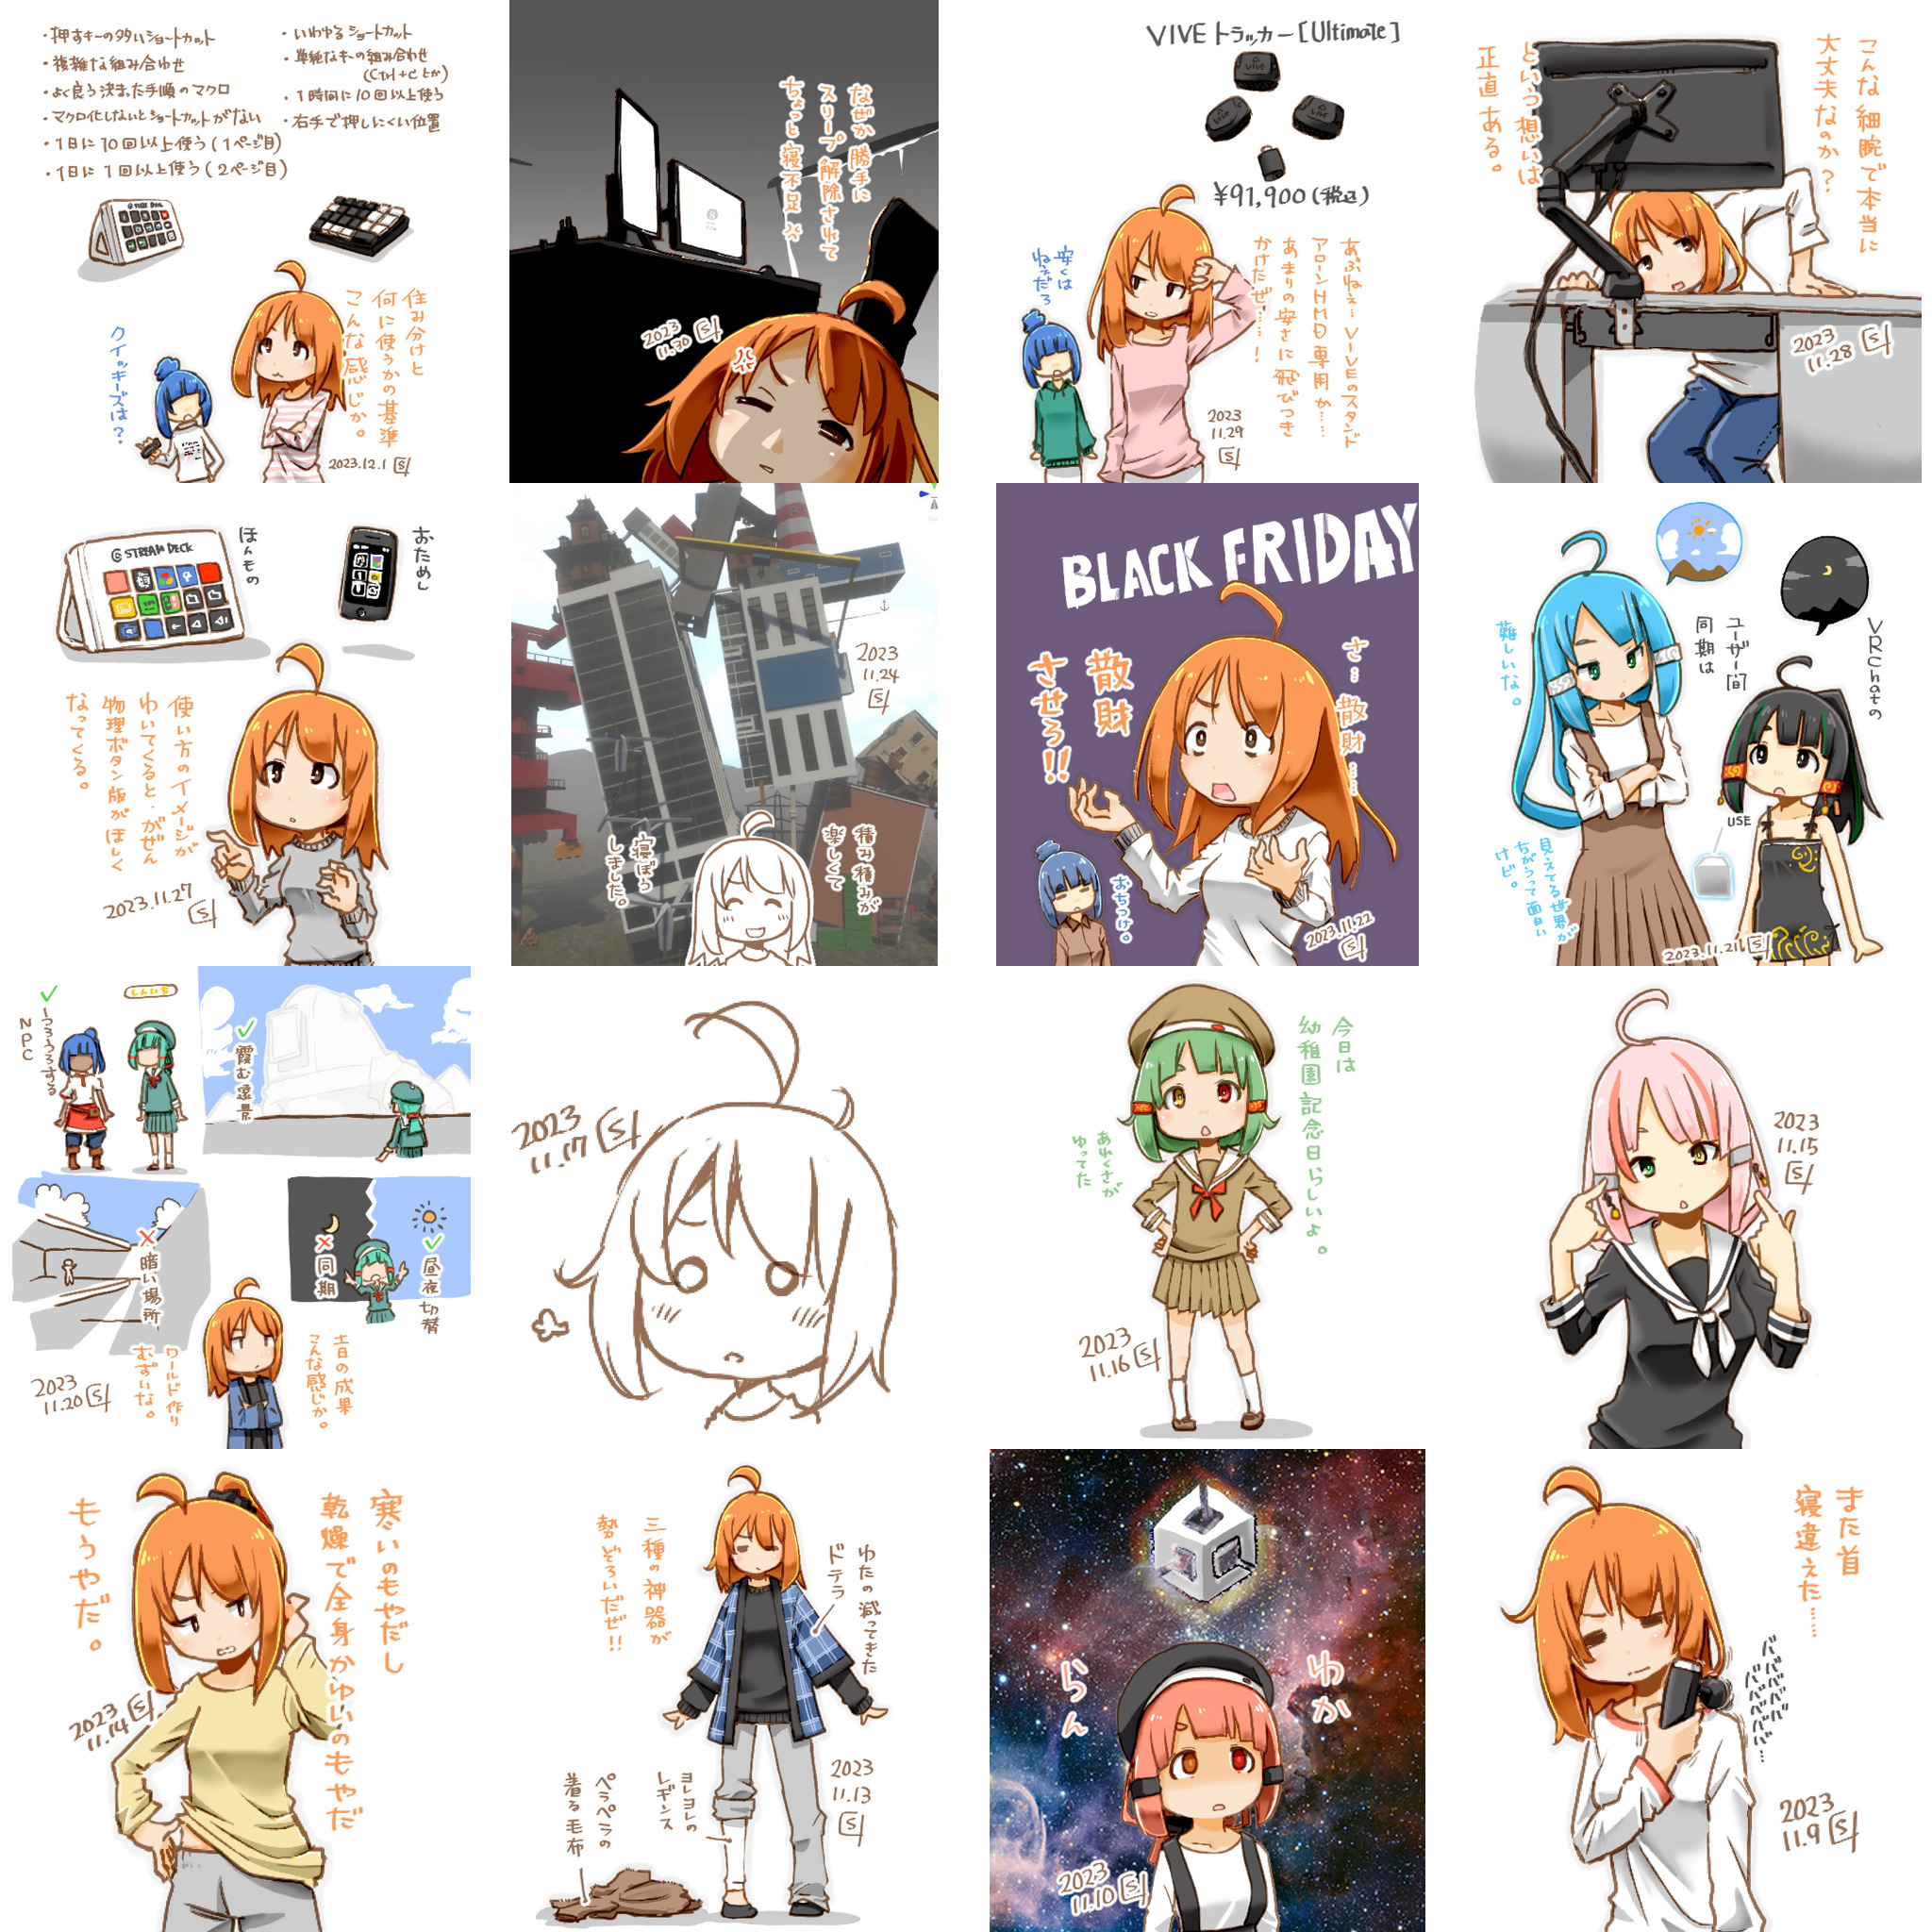 ・押すキーの多いショートカット
・複雑な組み合わせ
・よく良う決まった手順のマクロ
・マクロ化しないとショートカットがない
・1日に10回以上使う(1ページ目)
・1日に1回以上使う(2ページ目)
・いわゆるショートカット
・単純なキーの組み合わせ
(Ctrl+Cとか)
・1時間に10回以上使う
・右手で押しにくい位置
STREAM DECK
住み分けと
何に使うかの基準
こんな感じか。
クイッキーズは?
2023.12.1
なぜか勝手に
スリープ解除されて
ちょっと寝不足
2023
11.30
VIVEトラッカー[Ultimate]
VIVE
VIVE
VIVE
¥91,900(税込)
あぶねぇ…VIVEのスタンド
アローンHMD専用か……
あまりの安さに飛びつき
かけたぜ……!
安くは
ねぇだろ
2023
11.29
こんな細腕で本当に
大丈夫なのか?
という想いは
正直ある。
2023
11.28
STREAM DECK
ほんもの
おためし
使い方のイメージが
わいてくると、がぜん
物理ボタン版がほしく
なってくる。
2023.11.27
2023
11.24
積み積みが
楽しくて
寝ぼう
しました。
BLACK FRIDAY
さ…散財……
散財
させろ!!
おちつけ。
2023.11.22
VRChatの
ユーザー間
同期は
難しいな。
USE
見えてる世界が
ちがうって面白い
けど。
2023.11.21
うろうろする
NPC
しんいち
霞む遠景
暗い場所
同期
昼夜切替
土日の成果
こんな感じか。
ワールド作り
むずいな。
2023
11.20
2023
11.17
今日は
幼稚園記念日らしいよ。
あれくさが
ゆってた
2023
11.16
2023
11.15
寒いのもやだし
乾燥で全身かゆいのもやだ
もうやだ。
2023
11.14
三種の神器が
勢ぞろいだぜ!!
わたの減ってきた
ドテラ
ヨレヨレの
レギンス
ペラペラの
着る毛布
2023
11.13
わか
らん
2023
11.10
また首
寝違えた……
バババババババババババ…
2023
11.9